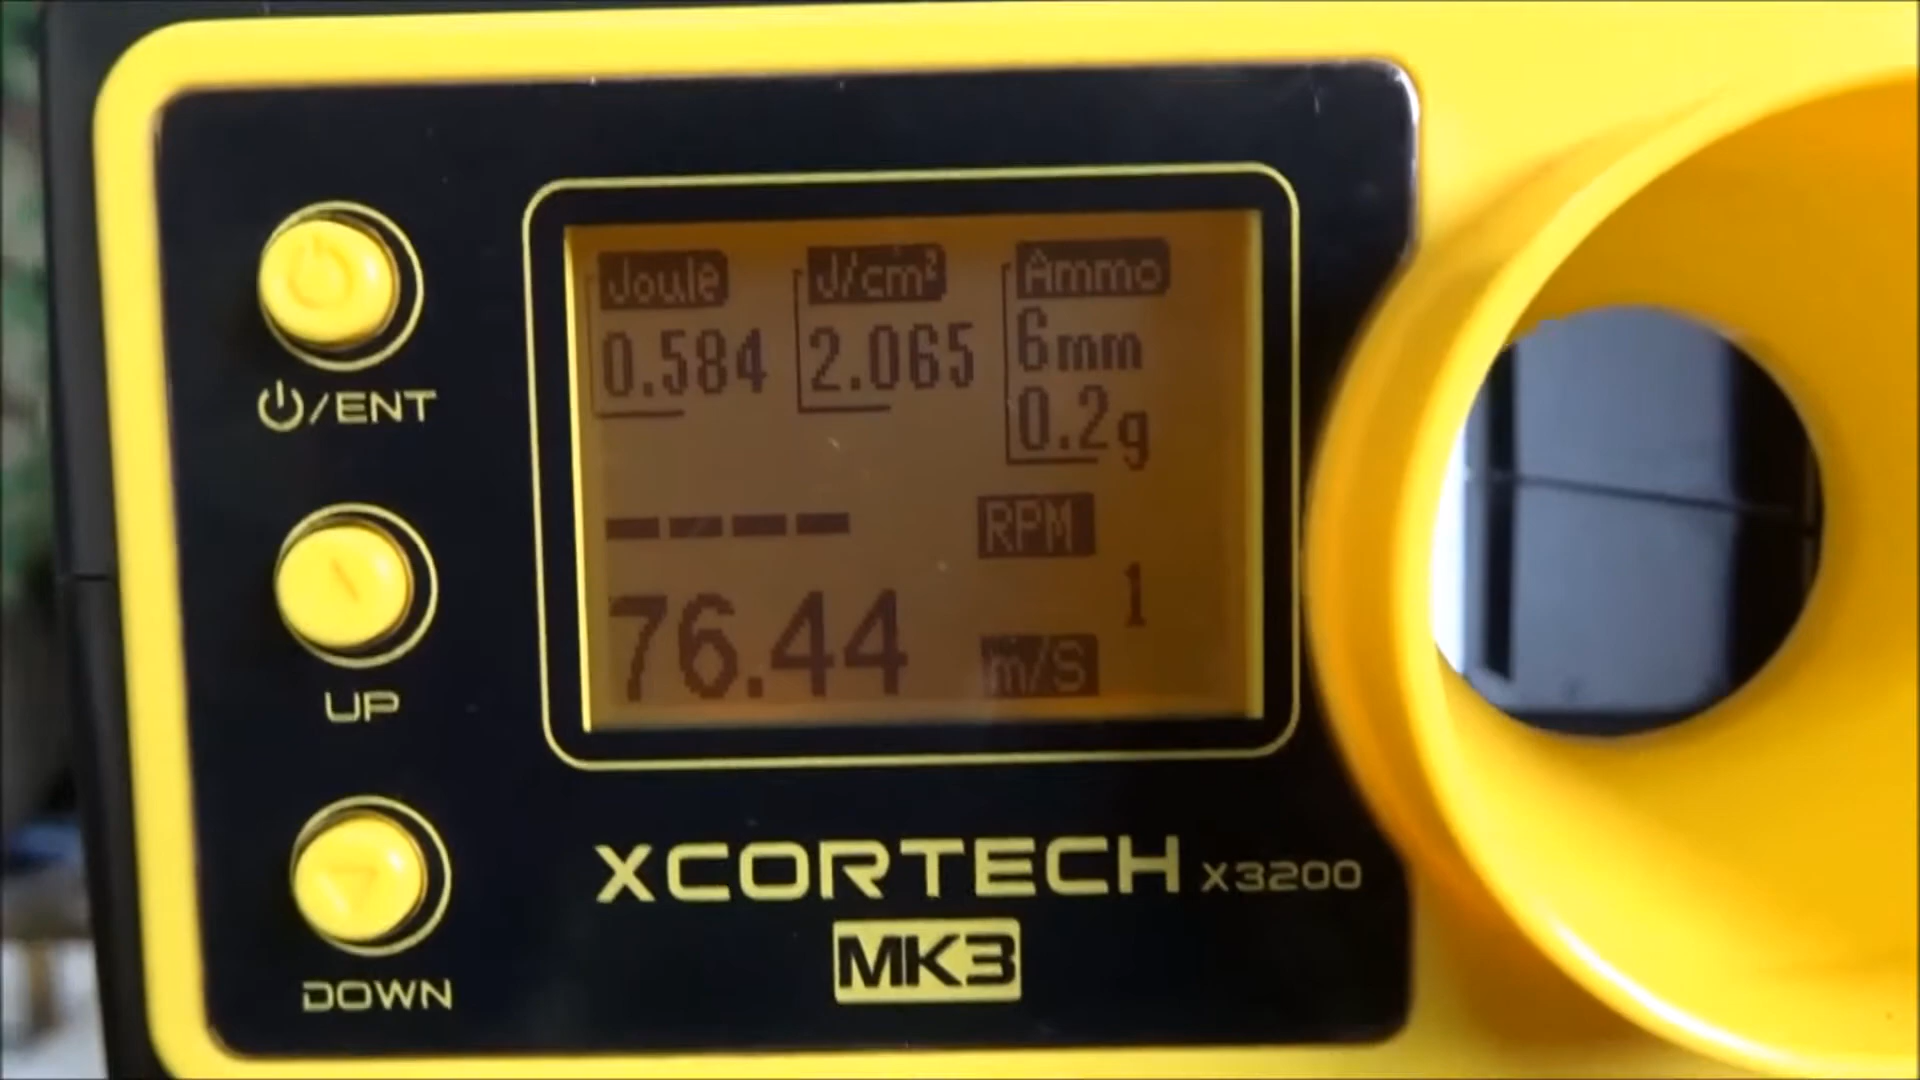 Joule J/cm² Ammo
0.584 2.065 6mm
0.2g
---- RPM
1
76.44 m/S
/ENT
UP
DOWN
XCORTECH X3200
MK3